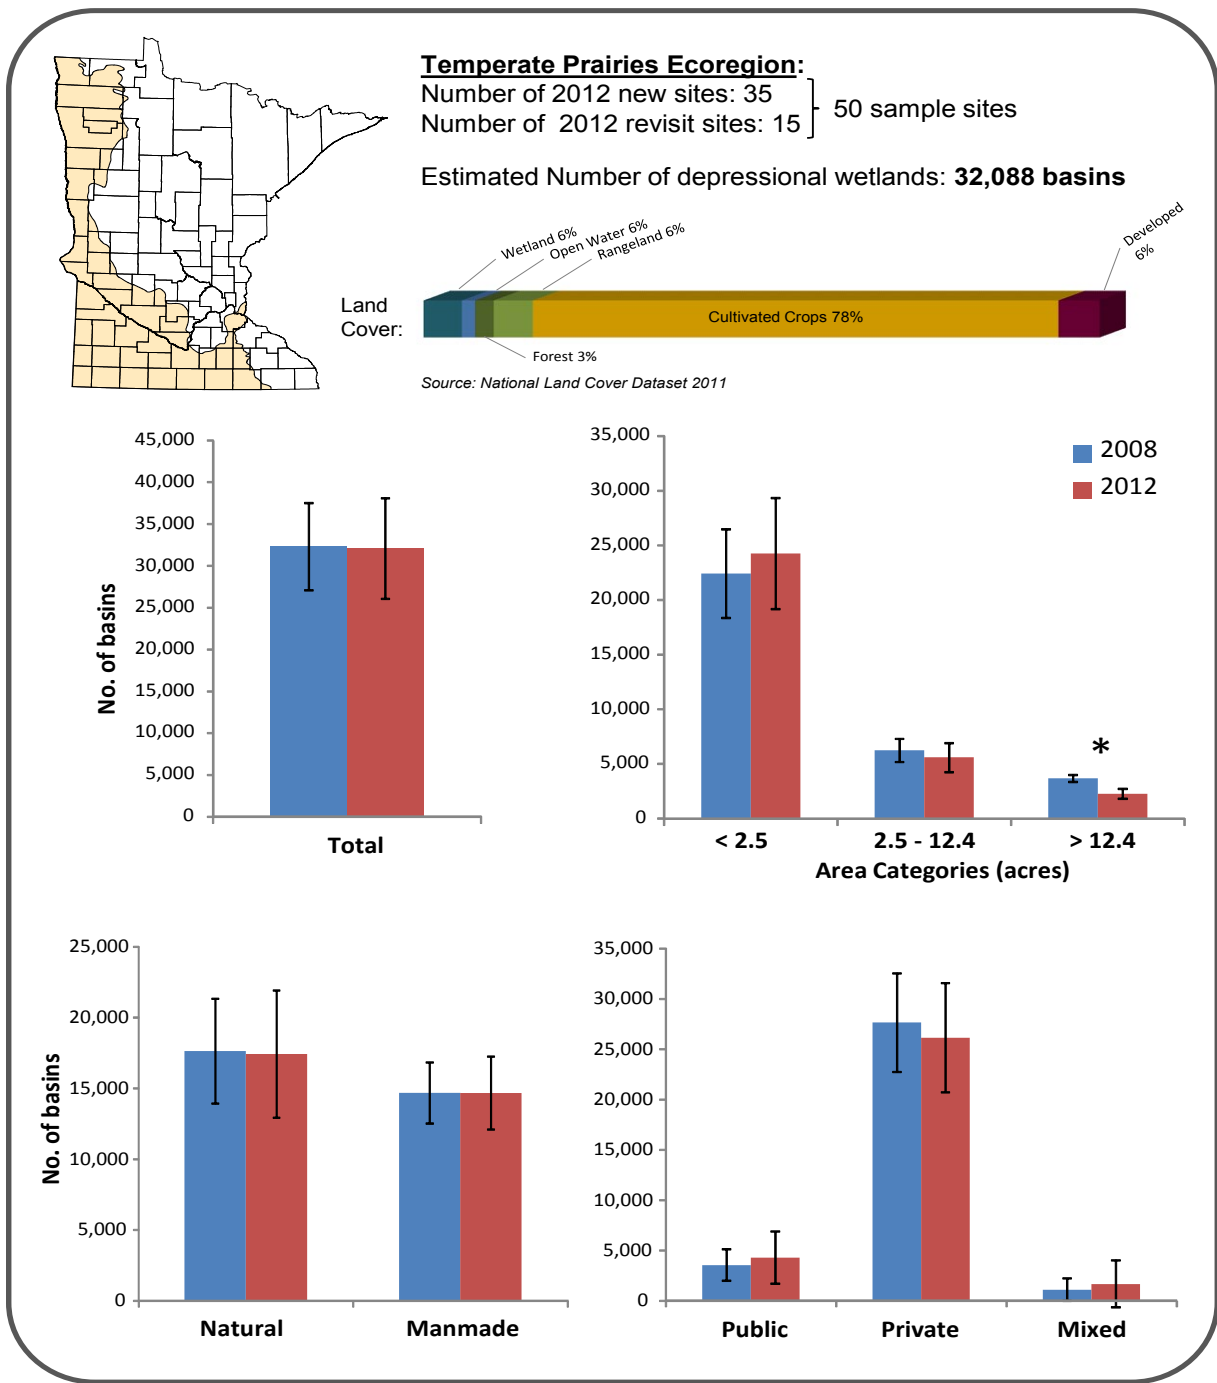 Temperate Prairies Ecoregion:
Number of 2012 new sites: 35
Number of 2012 revisit sites: 15
50 sample sites
Estimated Number of depressional wetlands: 32,088 basins
Land
Cover:
Wetland 6%
Open Water 6%
Rangeland 6%
Developed
6%
Cultivated Crops 78%
Forest 3%
Source: National Land Cover Dataset 2011
No. of basins
45,000
40,000
35,000
30,000
25,000
20,000
15,000
10,000
5,000
0
Total
35,000
30,000
25,000
20,000
15,000
10,000
5,000
0
2008
2012
*
< 2.5
2.5 - 12.4
> 12.4
Area Categories (acres)
No. of basins
25,000
20,000
15,000
10,000
5,000
0
Natural
Manmade
35,000
30,000
25,000
20,000
15,000
10,000
5,000
0
Public
Private
Mixed